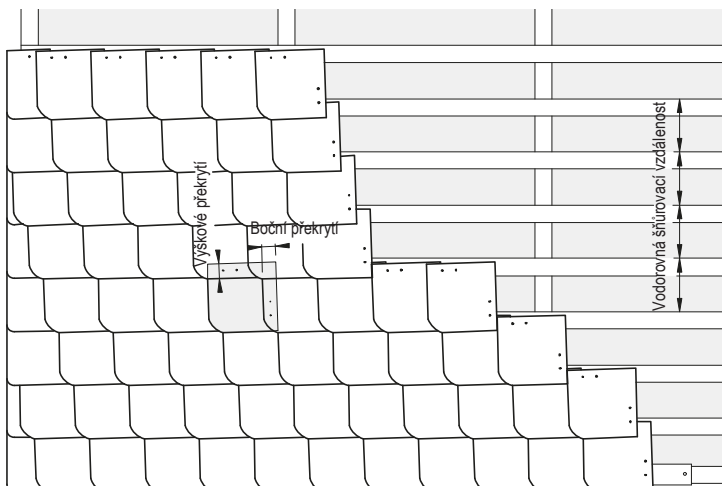 Výškové překrytí
Boční překrytí
Vodorovná šňůrovací vzdálenost